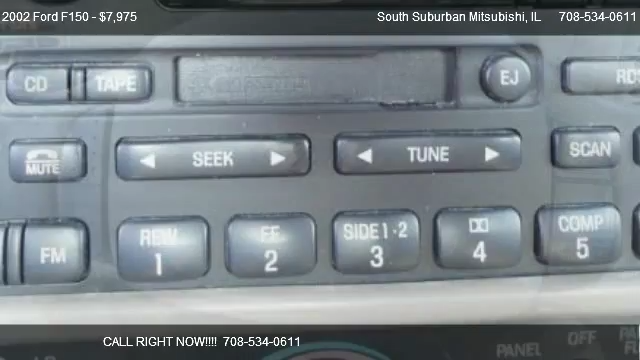 2002 Ford F150 - $7,975 South Suburban Mitsubishi, IL 708-534-0611
CD TAPE EJ RDS
MUTE SEEK TUNE SCAN
FM REW FF SIDE 1·2 COMP
1 2 3 4 5
CALL RIGHT NOW!!!! 708-534-0611
PANEL OFF